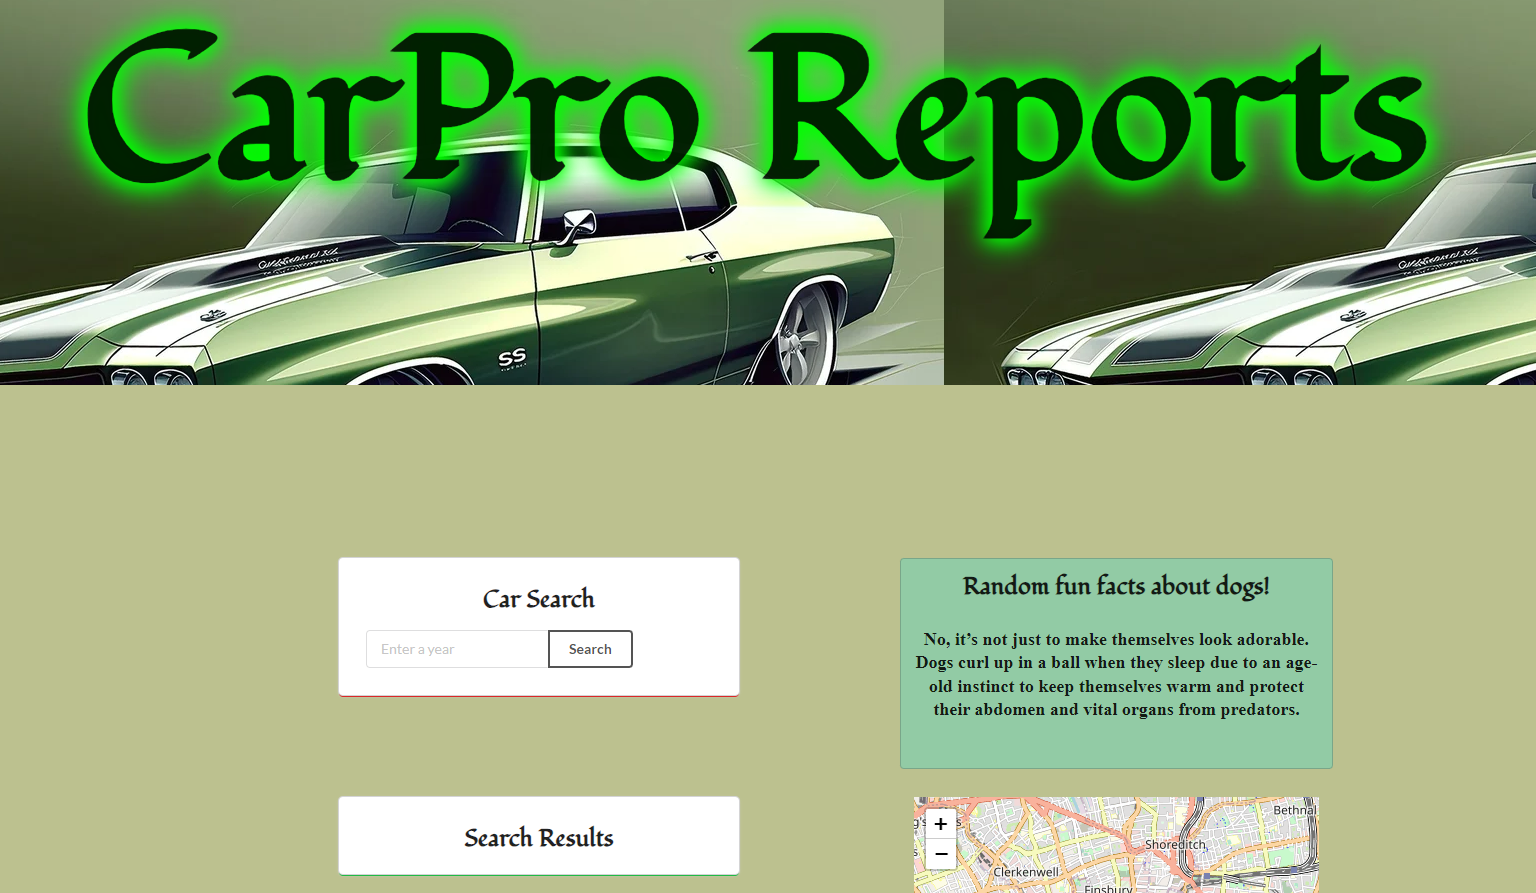 CarPro Reports
SS
Car Search
Enter a year
Search
Random fun facts about dogs!
No, it’s not just to make themselves look adorable.
Dogs curl up in a ball when they sleep due to an age-
old instinct to keep themselves warm and protect
their abdomen and vital organs from predators.
Search Results
+
−
Bethnal
Shoreditch
Clerkenwell
Finsbury